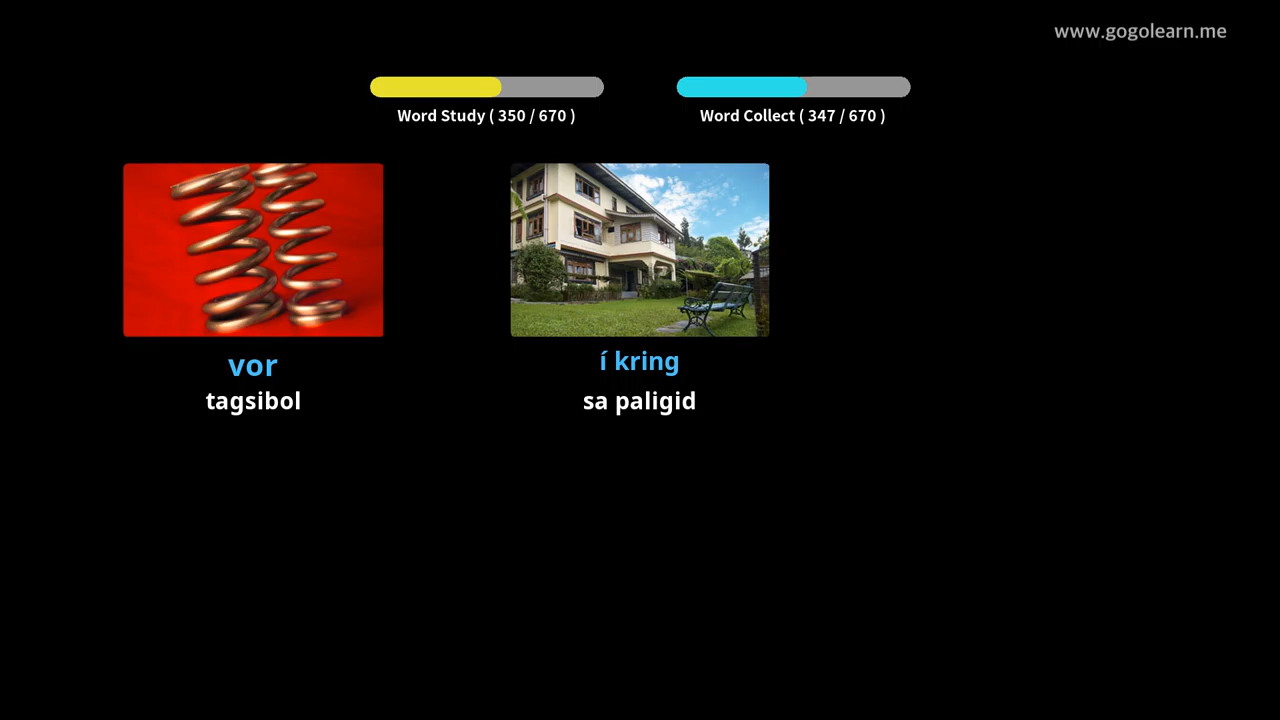 www.gogolearn.me
Word Study ( 350 / 670 )
Word Collect ( 347 / 670 )
vor
tagsibol
í kring
sa paligid